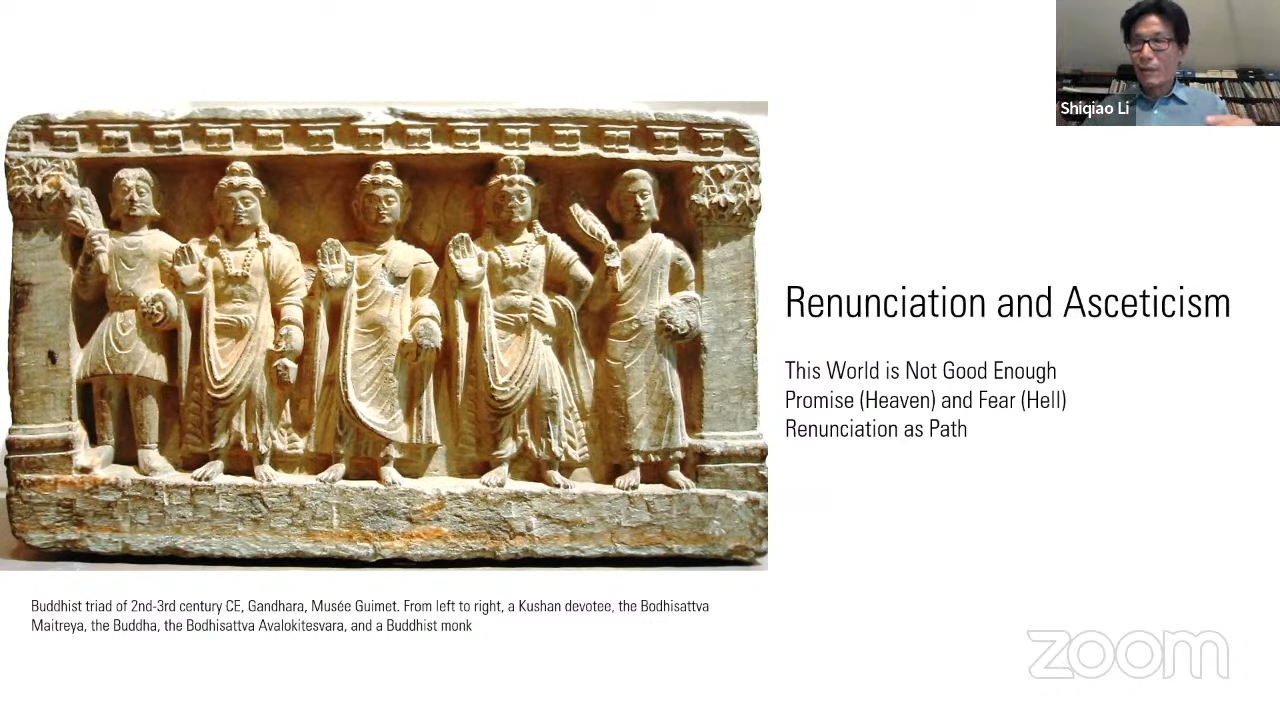 Shiqiao Li
Renunciation and Asceticism
This World is Not Good Enough
Promise (Heaven) and Fear (Hell)
Renunciation as Path
Buddhist triad of 2nd-3rd century CE, Gandhara, Musée Guimet. From left to right, a Kushan devotee, the Bodhisattva
Maitreya, the Buddha, the Bodhisattva Avalokitesvara, and a Buddhist monk
zoom